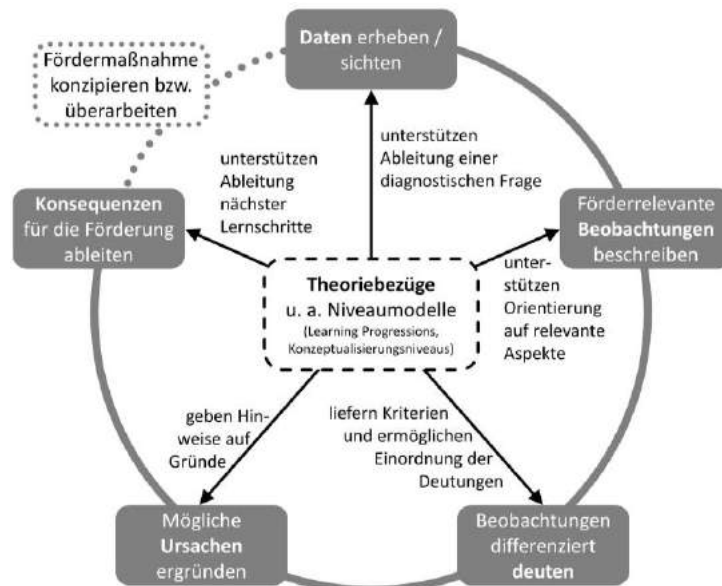 Daten erheben /
sichten
Fördermaßnahme
konzipieren bzw.
überarbeiten
unterstützen
Ableitung einer
diagnostischen Frage
unterstützen
Ableitung
nächster
Lernschritte
Konsequenzen
für die Förderung
ableiten
Förderrelevante
Beobachtungen
beschreiben
Theoriebezüge
u. a. Niveaumodelle
(Learning Progressions,
Konzeptualisierungsniveaus)
unter-
stützen
Orientierung
auf relevante
Aspekte
geben Hin-
weise auf
Gründe
liefern Kriterien
und ermöglichen
Einordnung der
Deutungen
Mögliche
Ursachen
ergründen
Beobachtungen
differenziert
deuten